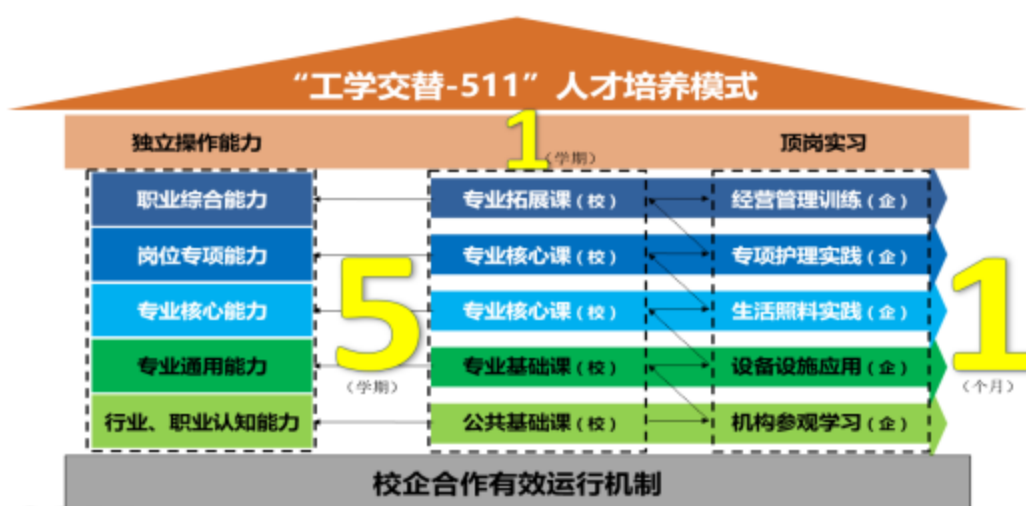 “工学交替-511”人才培养模式
独立操作能力
1
（学期）
顶岗实习
职业综合能力
专业拓展课（校）
经营管理训练（企）
岗位专项能力
专业核心课（校）
专项护理实践（企）
专业核心能力
专业核心课（校）
生活照料实践（企）
专业通用能力
专业基础课（校）
设备设施应用（企）
行业、职业认知能力
公共基础课（校）
机构参观学习（企）
5
（学期）
1
（个月）
校企合作有效运行机制